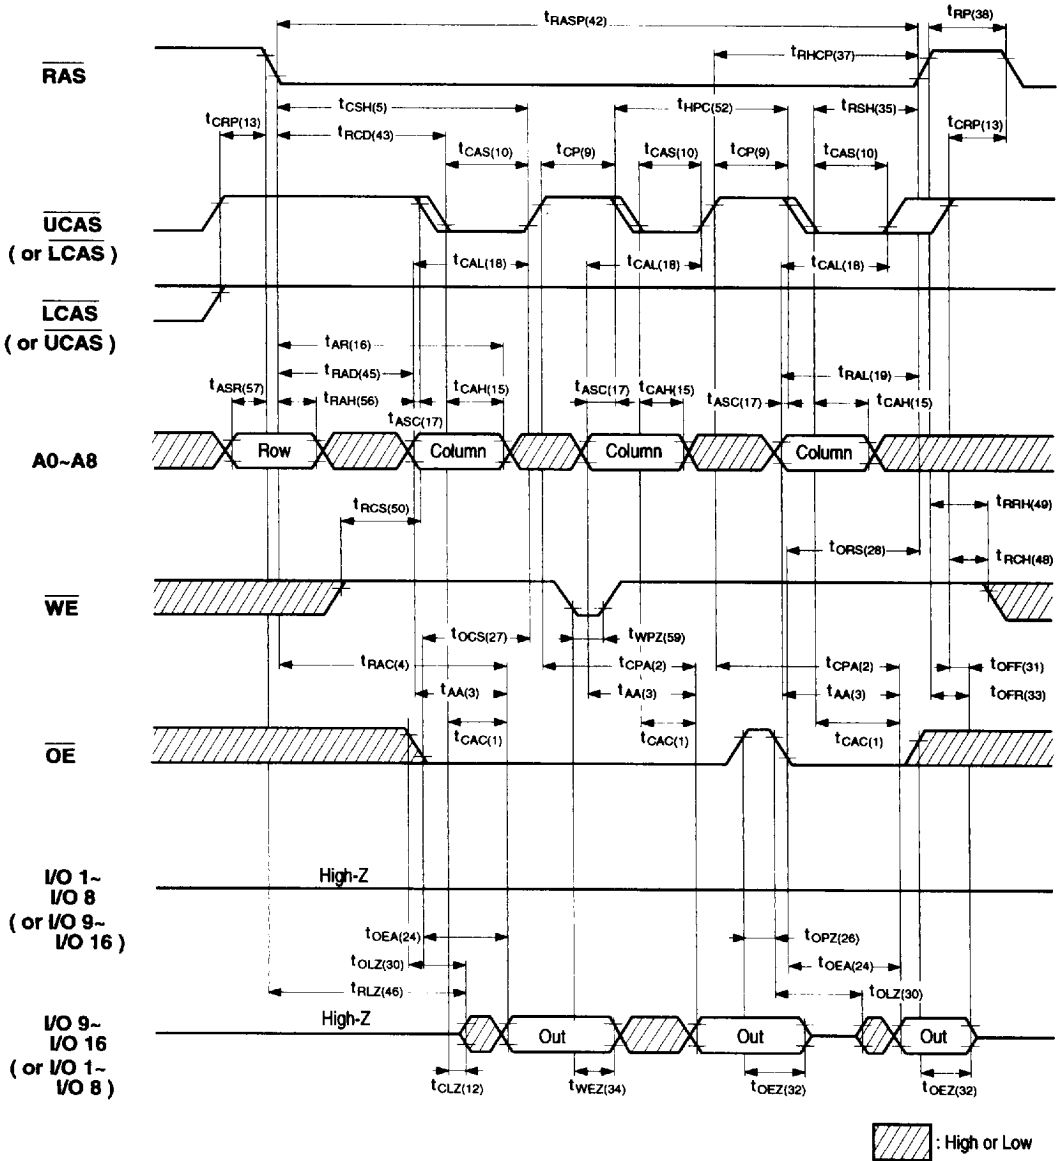 tRASP(42)
tRP(38)
tRHCP(37)
RAS
tCSH(5)
tHPC(52)
tRSH(35)
tCRP(13)
tRCD(43)
tCRP(13)
tCAS(10)
tCP(9)
tCAS(10)
tCP(9)
tCAS(10)
UCAS
( or LCAS )
tCAL(18)
tCAL(18)
tCAL(18)
LCAS
( or UCAS )
tAR(16)
tRAD(45)
tRAL(19)
tASR(57)
tRAH(56)
tCAH(15)
tASC(17)
tCAH(15)
tASC(17)
tCAH(15)
tASC(17)
A0~A8
Row
Column
Column
Column
tRCS(50)
tRRH(49)
tORS(28)
tRCH(48)
WE
tOCS(27)
tWPZ(59)
tRAC(4)
tCPA(2)
tCPA(2)
tOFF(31)
tAA(3)
tAA(3)
tAA(3)
tOFR(33)
tCAC(1)
tCAC(1)
tCAC(1)
OE
I/O 1~
I/O 8
( or I/O 9~
I/O 16 )
High-Z
tOEA(24)
tOPZ(26)
tOLZ(30)
tOEA(24)
tRLZ(46)
tOLZ(30)
I/O 9~
I/O 16
( or I/O 1~
I/O 8 )
High-Z
Out
Out
Out
tCLZ(12)
tWEZ(34)
tOEZ(32)
tOEZ(32)
: High or Low